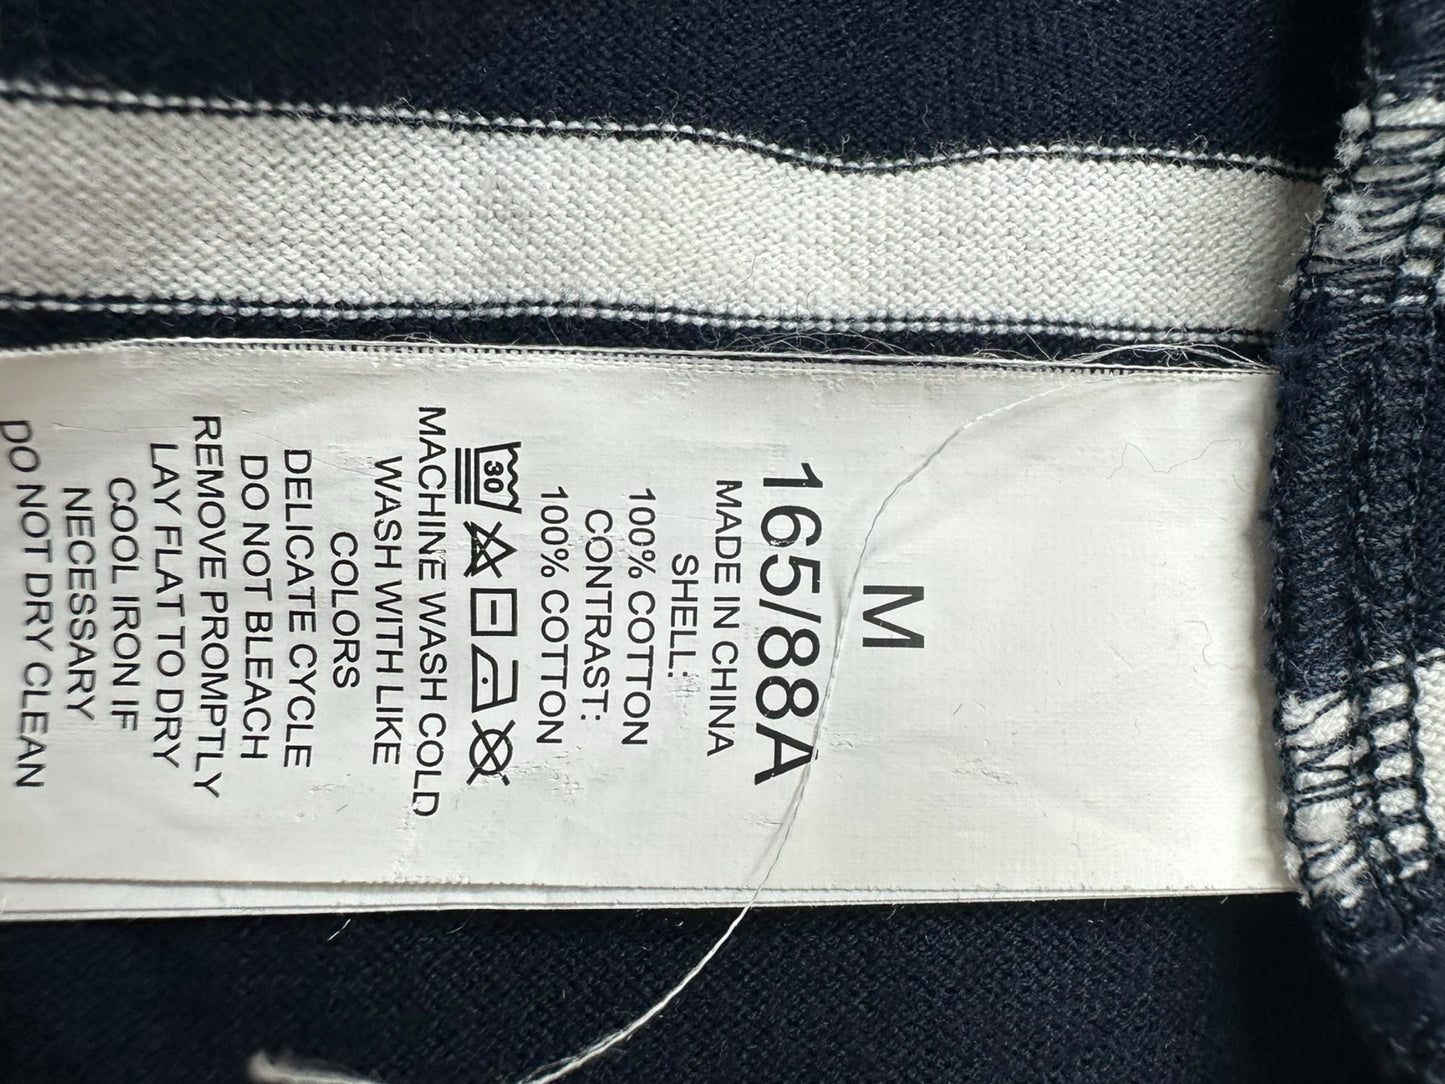 M
165/88A
MADE IN CHINA
SHELL:
100% COTTON
CONTRAST:
100% COTTON
30
MACHINE WASH COLD
WASH WITH LIKE
COLORS
DELICATE CYCLE
DO NOT BLEACH
REMOVE PROMPTLY
LAY FLAT TO DRY
COOL IRON IF
NECESSARY
DO NOT DRY CLEAN